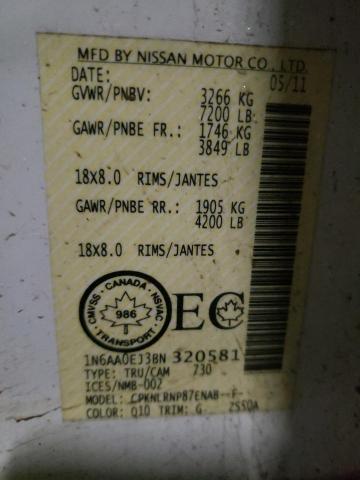 MFD BY NISSAN MOTOR CO., LTD.
DATE: 05/11
GVWR/PNBV: 3266 KG
7200 LB
GAWR/PNBE FR.: 1746 KG
3849 LB
18x8.0 RIMS/JANTES
GAWR/PNBE RR.: 1905 KG
4200 LB
18x8.0 RIMS/JANTES
CMVSS · CANADA · NSVAC
986
TRANSPORT
EC
1N6AA0EJ3BN 320581
TYPE: TRU/CAM 730
ICES/NMB-002
MODEL: CPKNLRNP87ENAB--F-
COLOR: Q10 TRIM: G ZS50A